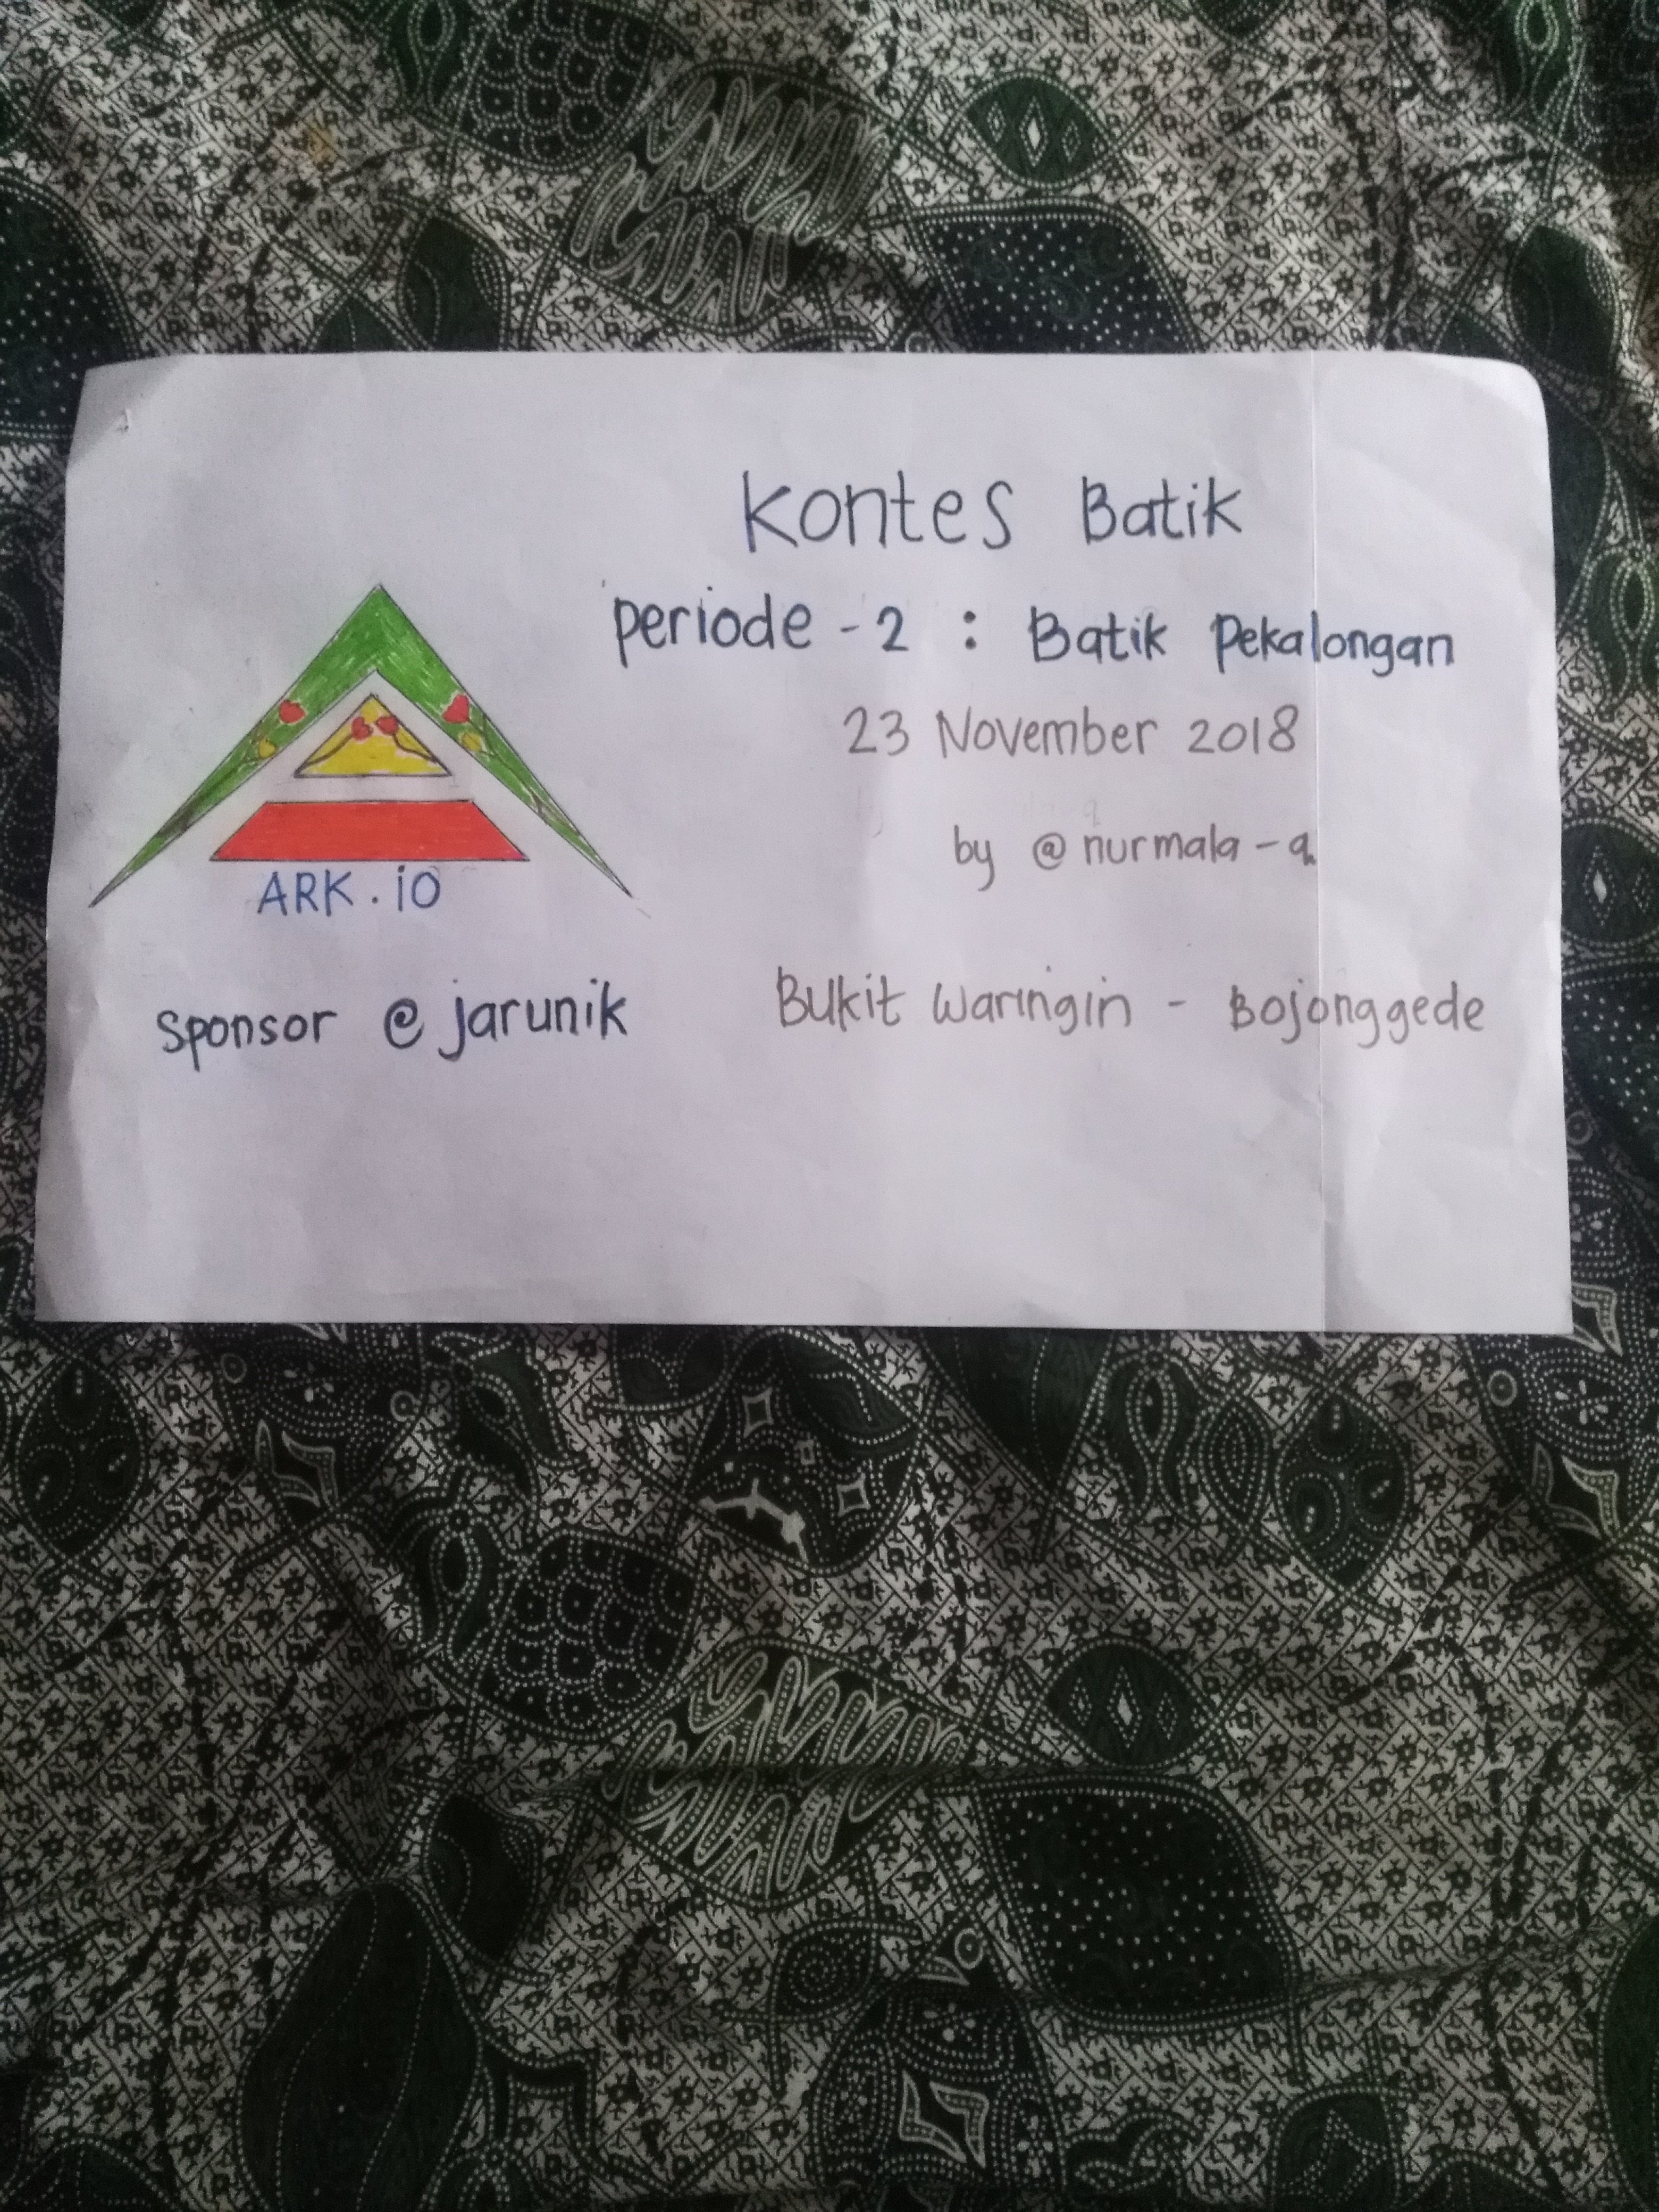 Kontes Batik
Periode - 2 : Batik Pekalongan
23 November 2018
by @nurmala-q
ARK.io
Sponsor @jarunik
Bukit Waringin - Bojonggede